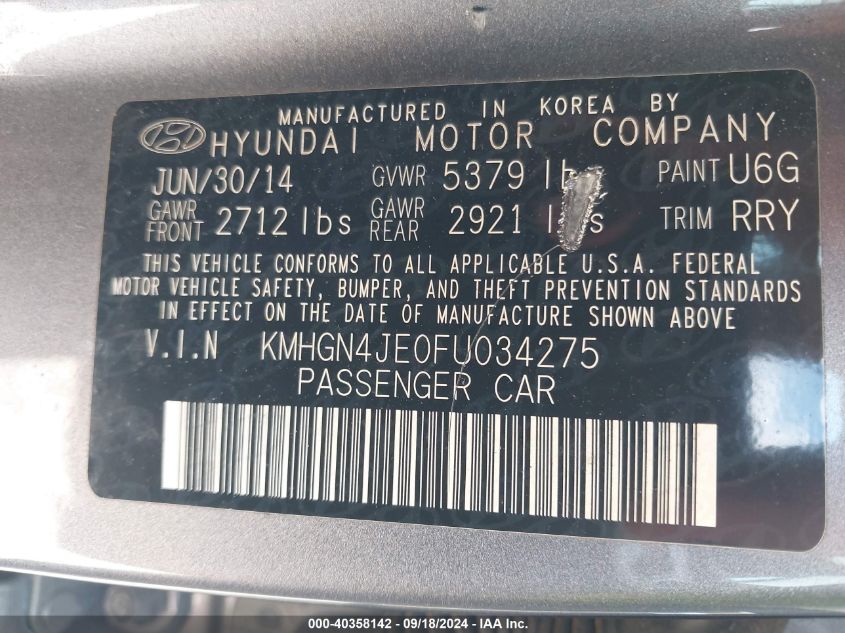 MANUFACTURED IN KOREA BY
HYUNDAI MOTOR COMPANY
JUN/30/14 GVWR 5379 PAINT U6G
GAWR FRONT 2712 lbs GAWR REAR 2921 TRIM RRY
THIS VEHICLE CONFORMS TO ALL APPLICABLE U.S.A. FEDERAL
MOTOR VEHICLE SAFETY, BUMPER, AND THEFT PREVENTION STANDARDS
IN EFFECT ON THE DATE OF MANUFACTURE SHOWN ABOVE
V.I.N KMHGN4JE0FU034275
PASSENGER CAR
000-40358142 - 09/18/2024 - IAA Inc.